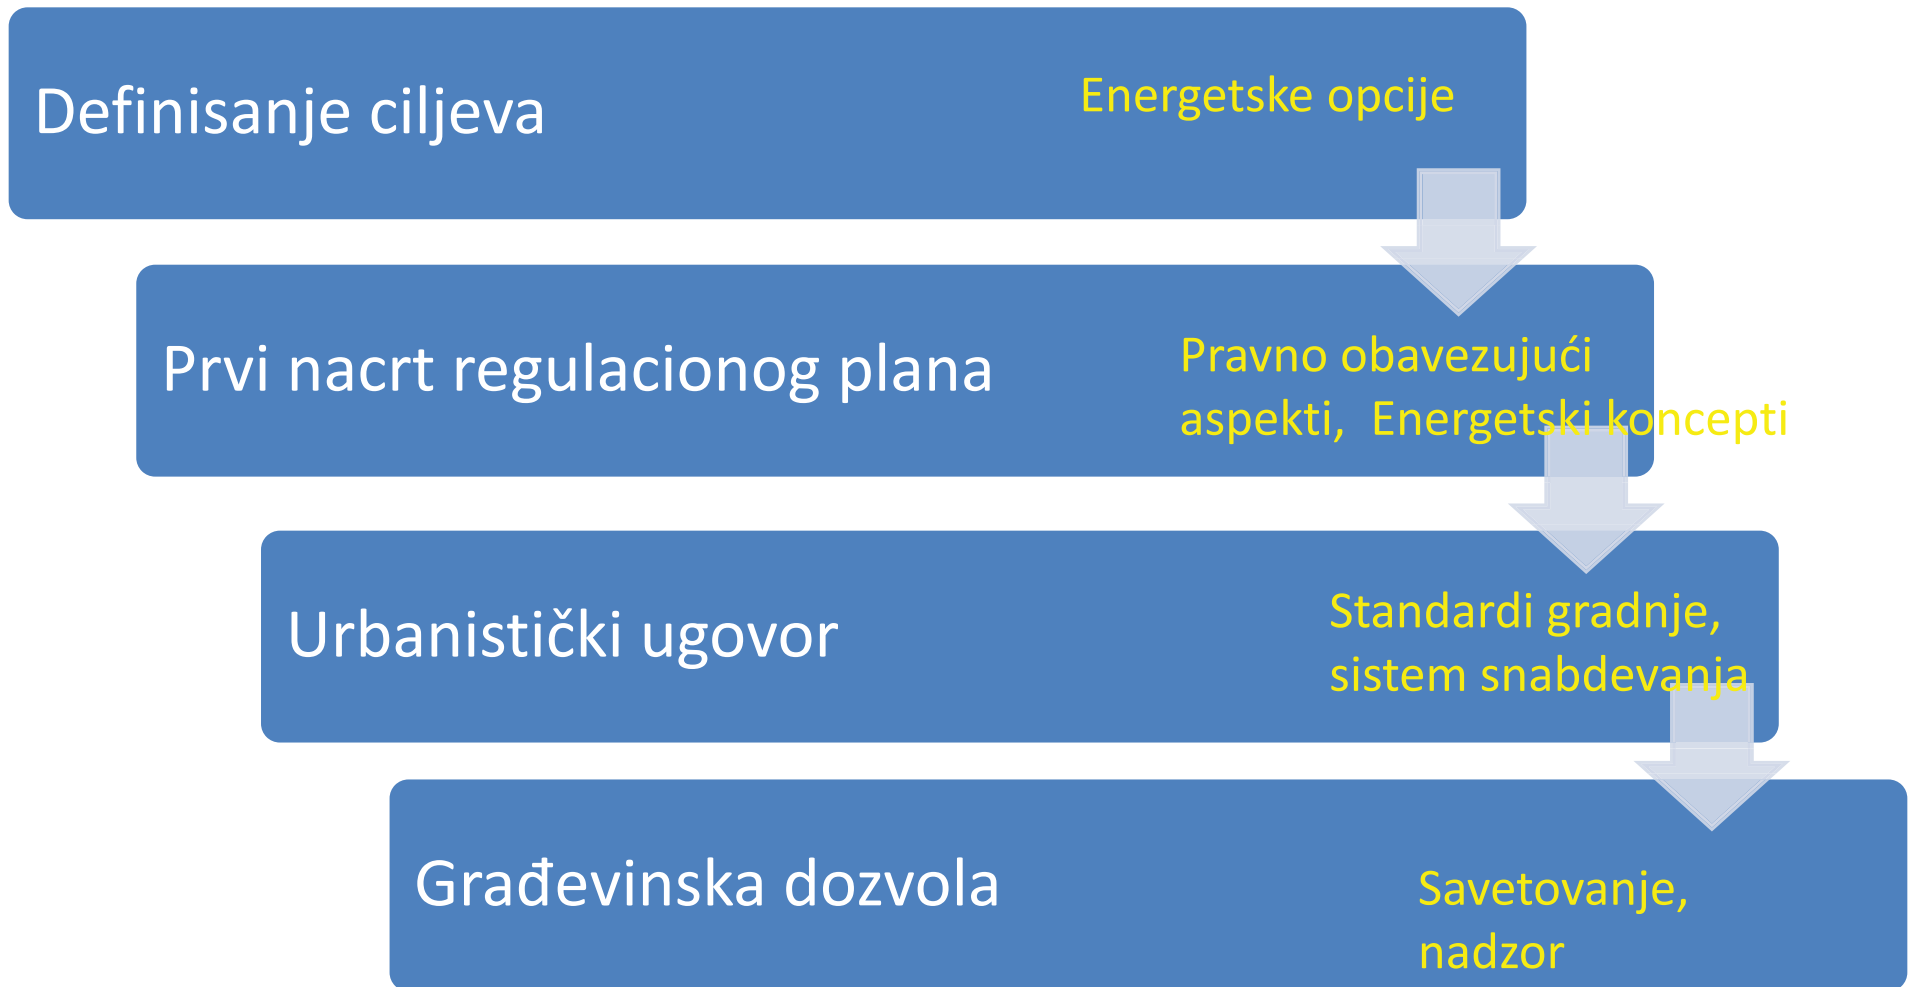 Definisanje ciljeva
Energetske opcije
Prvi nacrt regulacionog plana
Pravno obavezujući
aspekti, Energetski koncepti
Urbanistički ugovor
Standardi gradnje,
sistem snabdevanja
Građevinska dozvola
Savetovanje,
nadzor